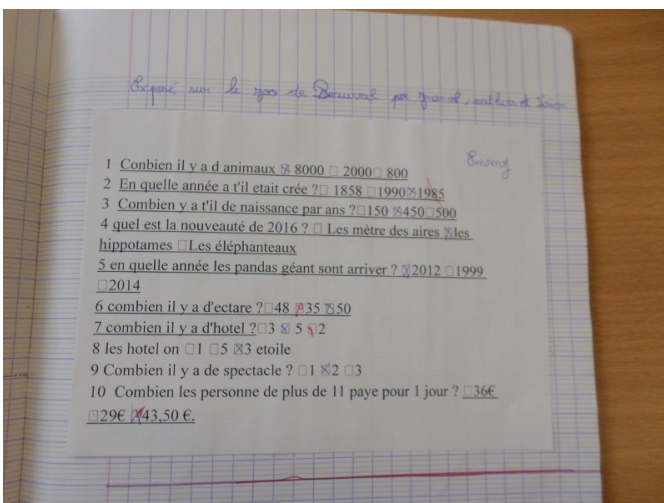 Exposé sur le zoo de Beauval par et
1 Conbien il y a d animaux ☒ 8000 □ 2000□ 800
2 En quelle année a t'il etait crée ?□ 1858 □1990☒1985
3 Combien y a t'il de naissance par ans ?□150 ☒450□500
4 quel est la nouveauté de 2016 ? □ Les mètre des aires ☒les
hippotames □Les éléphanteaux
5 en quelle année les pandas géant sont arriver ? ☒2012 □1999
□2014
6 combien il y a d'ectare ?□48 ☒35 ☒50
7 combien il y a d'hotel ?□3 ☒ 5 □2
8 les hotel on □1 □5 ☒3 etoile
9 Combien il y a de spectacle ? □1 ☒2 □3
10 Combien les personne de plus de 11 paye pour 1 jour ? □36€
□29€ ☒43,50 €.